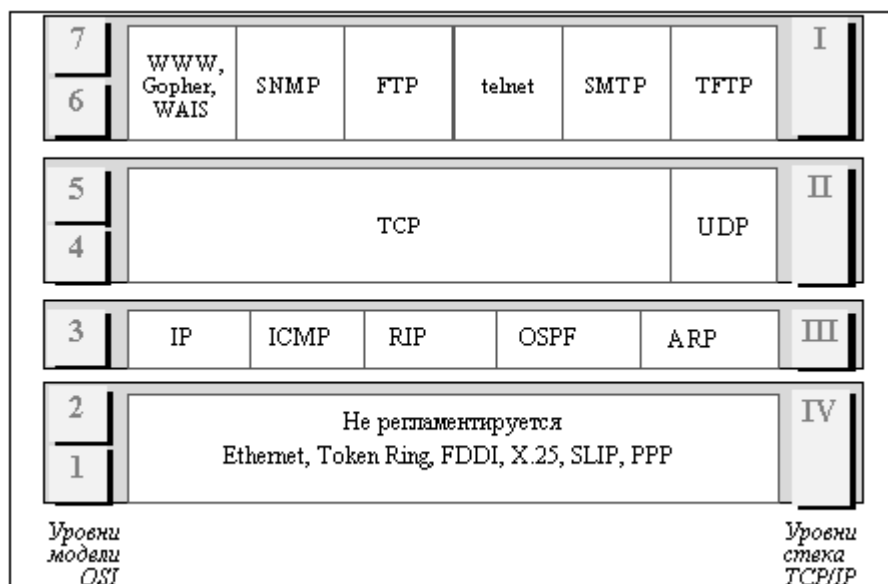 7
6
WWW,
Gopher,
WAIS
SNMP
FTP
telnet
SMTP
TFTP
I
5
4
TCP
UDP
II
3
IP
ICMP
RIP
OSPF
ARP
III
2
1
Не регламентируется
Ethernet, Token Ring, FDDI, X.25, SLIP, PPP
IV
Уровни
модели
OSI
Уровни
стека
TCP/IP